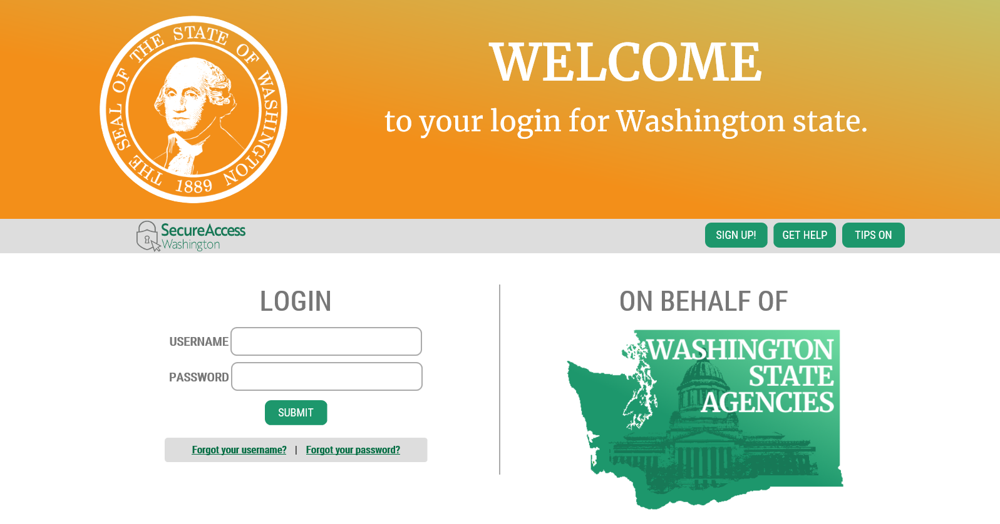 THE SEAL OF THE STATE OF WASHINGTON
1889
WELCOME
to your login for Washington state.
SecureAccess
Washington
SIGN UP!
GET HELP
TIPS ON
LOGIN
USERNAME
PASSWORD
SUBMIT
Forgot your username? | Forgot your password?
ON BEHALF OF
WASHINGTON
STATE
AGENCIES